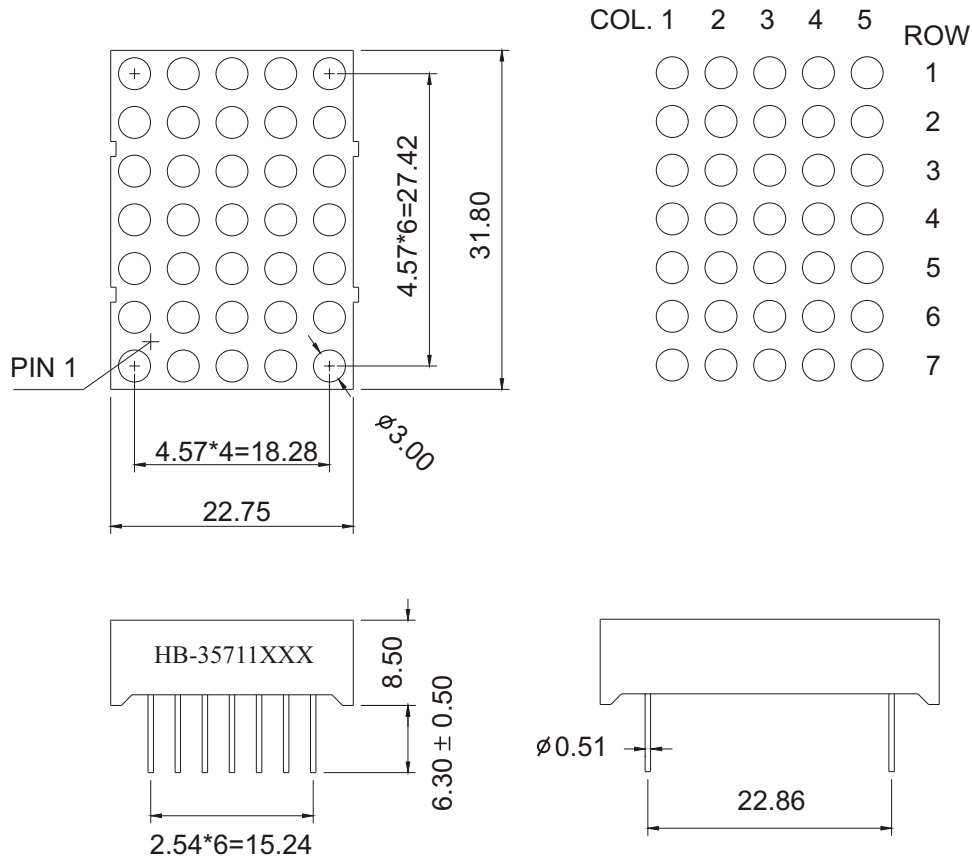 COL. 1 2 3 4 5
ROW
1
2
3
4
5
6
7
4.57*6=27.42
31.80
PIN 1
ø3.00
4.57*4=18.28
22.75
HB-35711XXX
8.50
6.30 ± 0.50
2.54*6=15.24
ø0.51
22.86